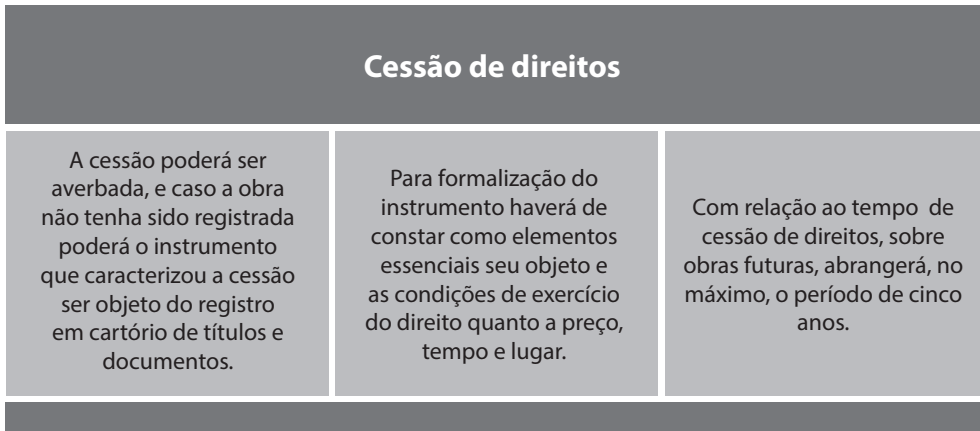 Cessão de direitos
A cessão poderá ser
averbada, e caso a obra
não tenha sido registrada
poderá o instrumento
que caracterizou a cessão
ser objeto do registro
em cartório de títulos e
documentos.
Para formalização do
instrumento haverá de
constar como elementos
essenciais seu objeto e
as condições de exercício
do direito quanto a preço,
tempo e lugar.
Com relação ao tempo de
cessão de direitos, sobre
obras futuras, abrangerá, no
máximo, o período de cinco
anos.